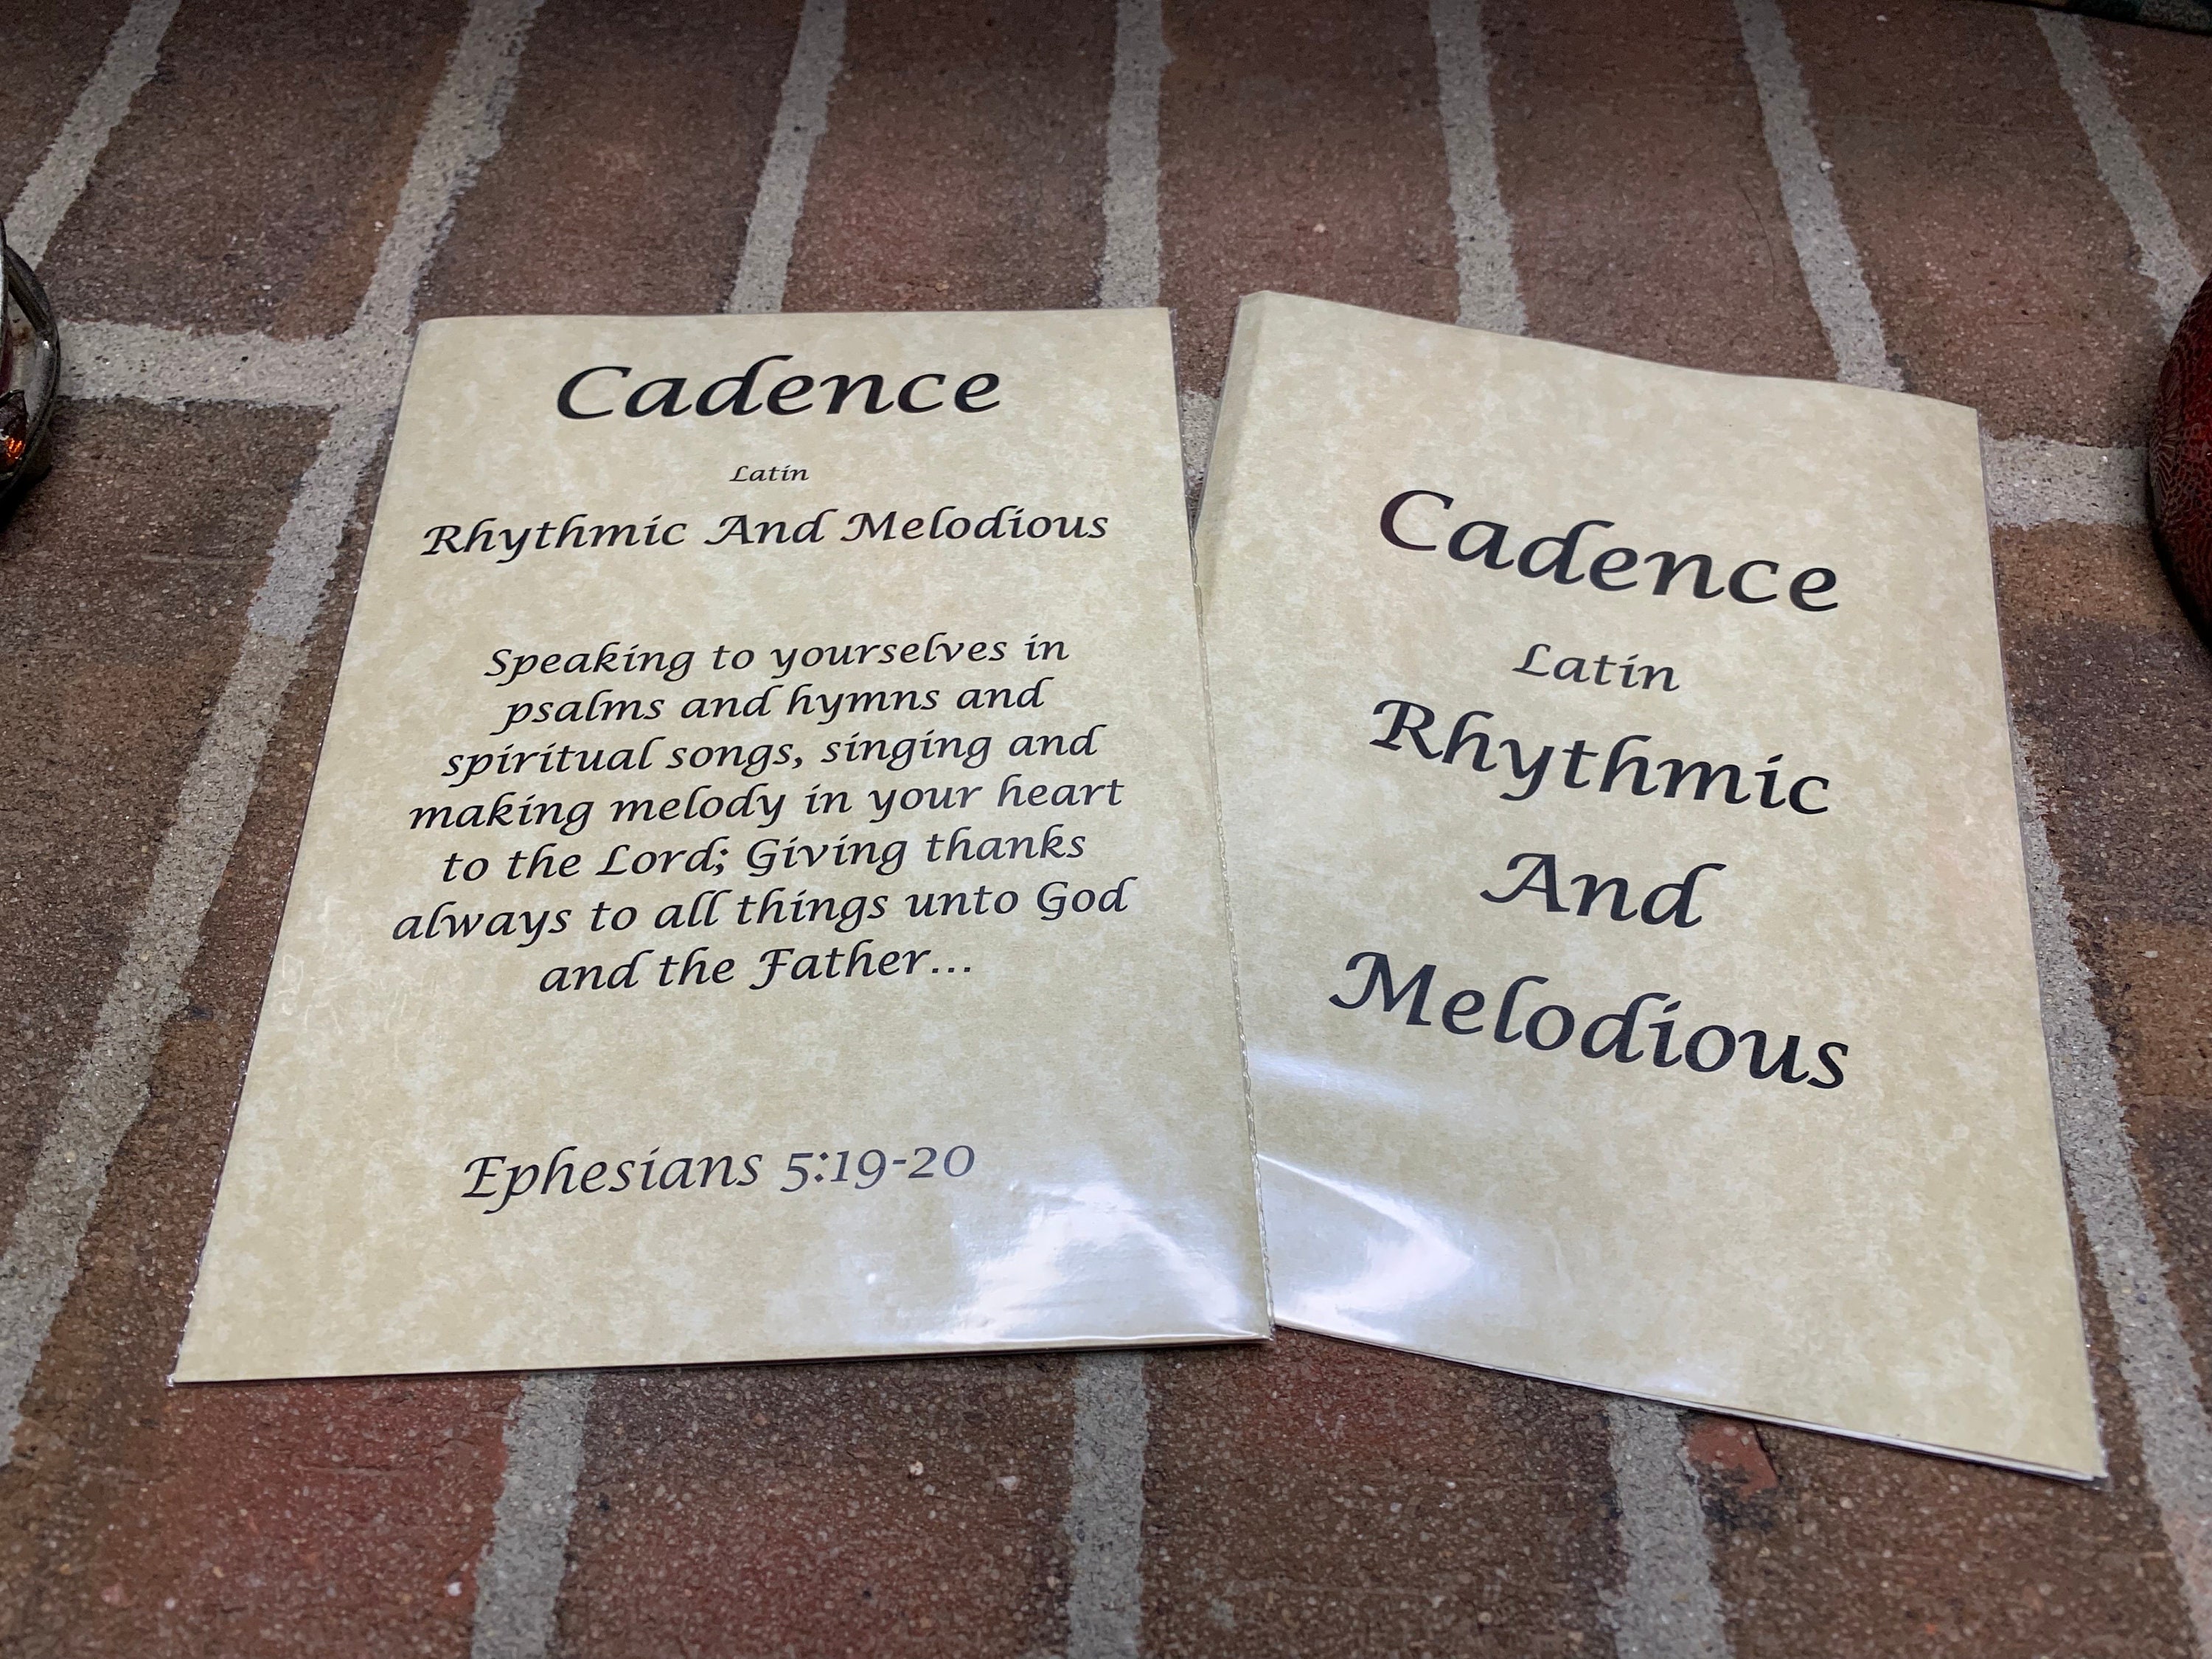 Cadence
Latin
Rhythmic And Melodious
Speaking to yourselves in
psalms and hymns and
spiritual songs, singing and
making melody in your heart
to the Lord; Giving thanks
always to all things unto God
and the Father...
Ephesians 5:19-20
Cadence
Latin
Rhythmic
And
Melodious